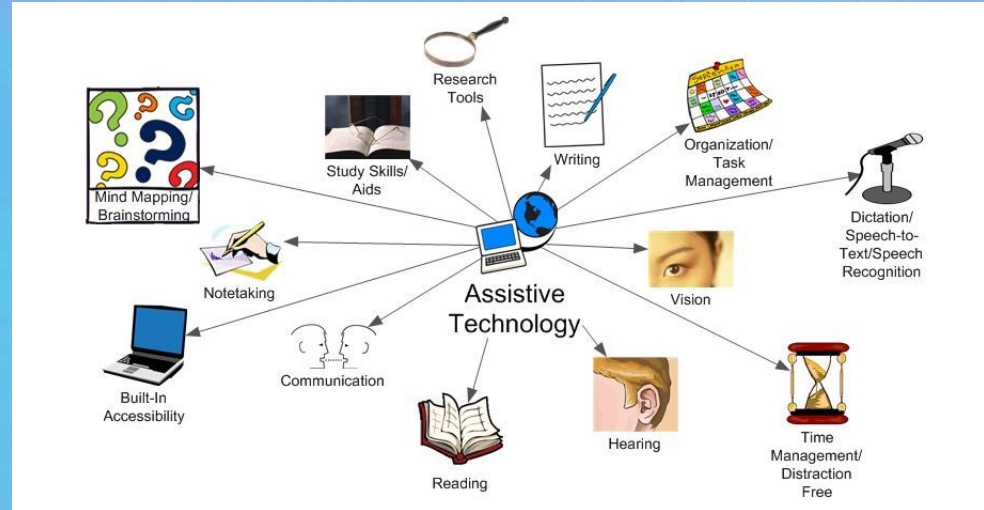 Research
Tools
Writing
Organization/
Task
Management
September
Study Skills/
Aids
Mind Mapping/
Brainstorming
Dictation/
Speech-to-
Text/Speech
Recognition
Notetaking
Vision
Assistive
Technology
Built-In
Accessibility
Communication
Reading
Hearing
Time
Management/
Distraction
Free